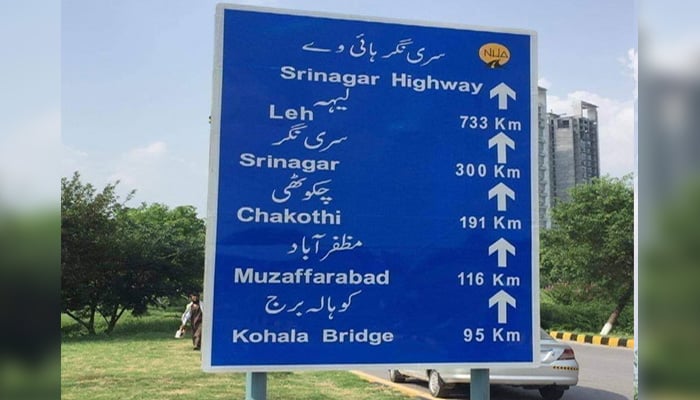 سری نگر ہائی وے
NHA
Srinagar Highway
لیہہ
Leh 733 Km
سری نگر
Srinagar 300 Km
چکوٹھی
Chakothi 191 Km
مظفر آباد
Muzaffarabad 116 Km
کوہالہ برج
Kohala Bridge 95 Km